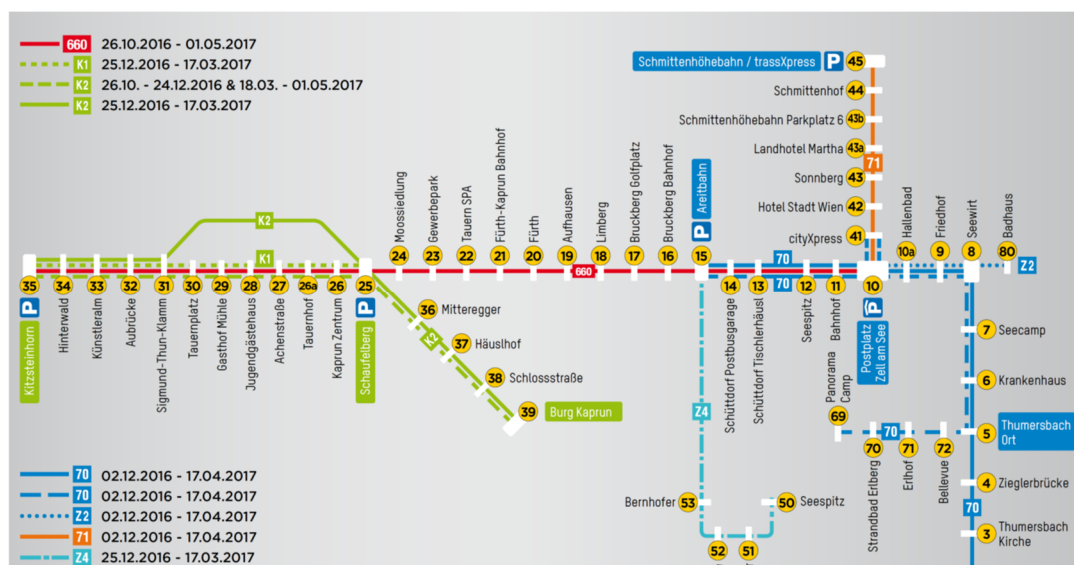 660 26.10.2016 - 01.05.2017
K1 25.12.2016 - 17.03.2017
K2 26.10. - 24.12.2016 & 18.03. - 01.05.2017
K2 25.12.2016 - 17.03.2017
Schmittenhöhebahn / trassXpress P 45
Schmittenhof 44
Schmittenhöhebahn Parkplatz 6 43b
Landhotel Martha 43a
71
Sonnberg 43
Hotel Stadt Wien 42
cityXpress 41
K2
K1
660
70
70
Z2
35 P Kitzsteinhorn
34 Hinterwald
33 Künstleralm
32 Aubrücke
31 Sigmund-Thun-Klamm
30 Tauernplatz
29 Gasthof Mühle
28 Jugendgästehaus
27 Achenstraße
26a Tauernhof
26 Kaprun Zentrum
25 P Schaufelberg
24 Moossiedlung
23 Gewerbepark
22 Tauern SPA
21 Fürth-Kaprun Bahnhof
20 Fürth
19 Aufhausen
18 Limberg
17 Bruckberg Golfplatz
16 Bruckberg Bahnhof
15 P Areitbahn
14 Schüttdorf Postbusgarage
13 Schüttdorf Tischlerhäusl
12 Seespitz
11 Bahnhof
10 P Postplatz
Zell am See
10a Hallenbad
9 Friedhof
8 Seewirt
80 Badhaus
36 Mitteregger
K2
37 Häuslhof
38 Schlossstraße
39 Burg Kaprun
7 Seecamp
6 Krankenhaus
5 Thumersbach
Ort
4 Zieglerbrücke
70
3 Thumersbach
Kirche
Panorama
Camp
69
70
70 Strandbad Erlberg
71 Erlhof
72 Bellevue
Z4
Bernhofer 53
50 Seespitz
52
51
70 02.12.2016 - 17.04.2017
70 02.12.2016 - 17.04.2017
Z2 02.12.2016 - 17.04.2017
71 02.12.2016 - 17.04.2017
Z4 25.12.2016 - 17.03.2017